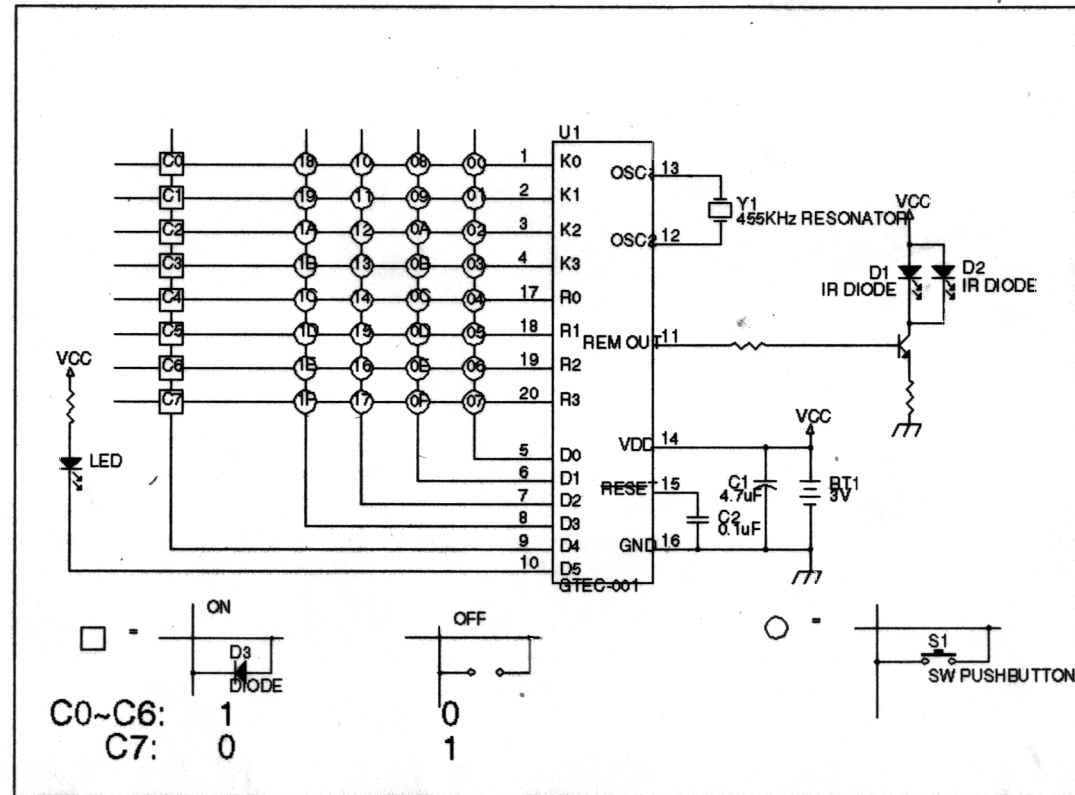 U1
C0 18 10 08 00 1 K0
C1 19 11 09 01 2 K1
C2 1A 12 0A 02 3 K2
C3 1B 13 0B 03 4 K3
C4 1C 14 0C 04 17 R0
C5 1D 15 0D 05 18 R1
C6 1E 16 0E 06 19 R2
C7 1F 17 0F 07 20 R3
5 D0
6 D1
7 D2
8 D3
9 D4
10 D5
GTEC-001
OSC1 13
OSC2 12
REM OUT 11
VDD 14
RESET 15
GND 16
Y1
455KHz RESONATOR
VCC
D1
IR DIODE
D2
IR DIODE
VCC
C1
4.7uF
BT1
3V
C2
0.1uF
VCC
LED
ON
OFF
=
D3
DIODE
=
S1
SW PUSHBUTTON
C0~C6: 1 0
C7: 0 1